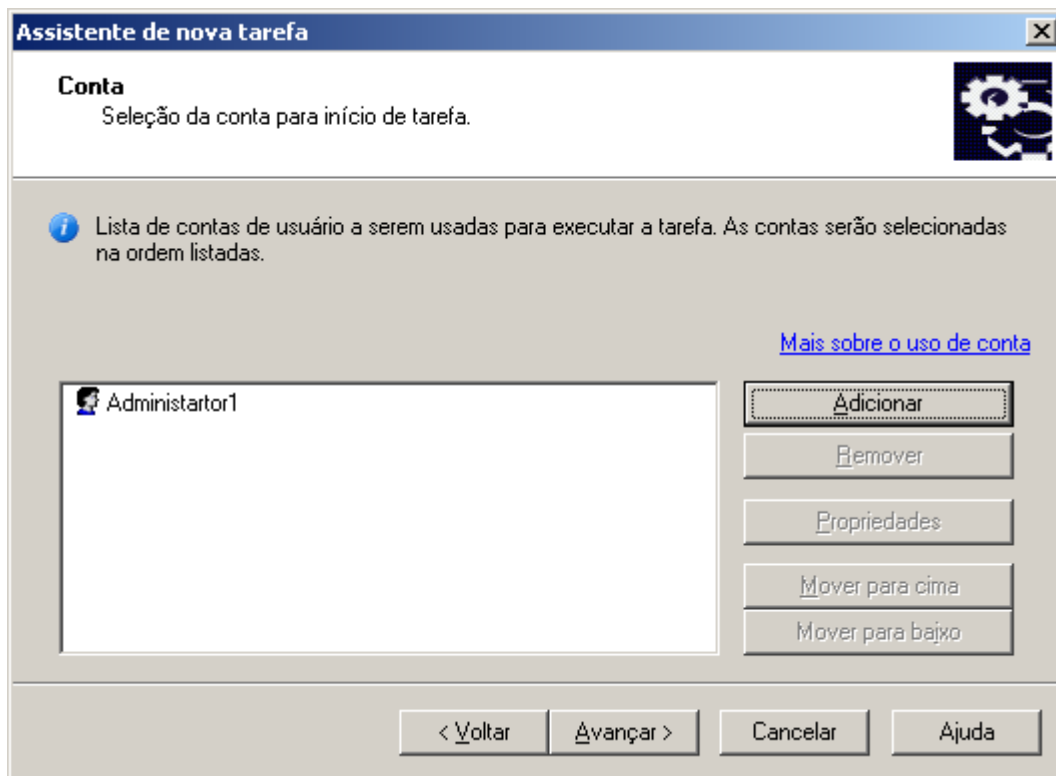 Assistente de nova tarefa
Conta
Seleção da conta para início de tarefa.
Lista de contas de usuário a serem usadas para executar a tarefa. As contas serão selecionadas
na ordem listadas.
Mais sobre o uso de conta
Administartor1
Adicionar
Remover
Propriedades
Mover para cima
Mover para baixo
< Voltar
Avançar >
Cancelar
Ajuda